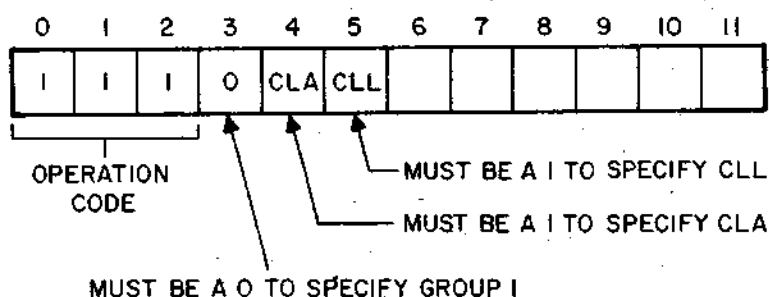 0 1 2 3 4 5 6 7 8 9 10 11
1 1 1 0 CLA CLL
OPERATION
CODE
MUST BE A 1 TO SPECIFY CLL
MUST BE A 1 TO SPECIFY CLA
MUST BE A 0 TO SPECIFY GROUP 1